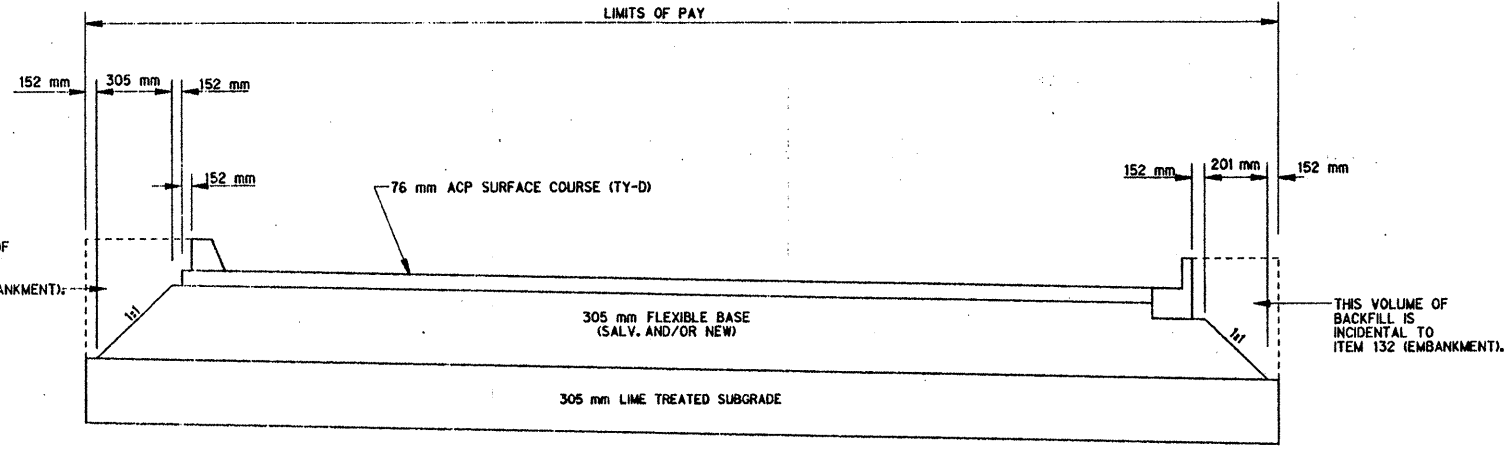 LIMITS OF PAY
152 mm
305 mm
152 mm
152 mm
76 mm ACP SURFACE COURSE (TY-D)
152 mm
201 mm
152 mm
OF
ANKMENT).
1:1
305 mm FLEXIBLE BASE
(SALV. AND/OR NEW)
1:1
THIS VOLUME OF
BACKFILL IS
INCIDENTAL TO
ITEM 132 (EMBANKMENT).
305 mm LIME TREATED SUBGRADE